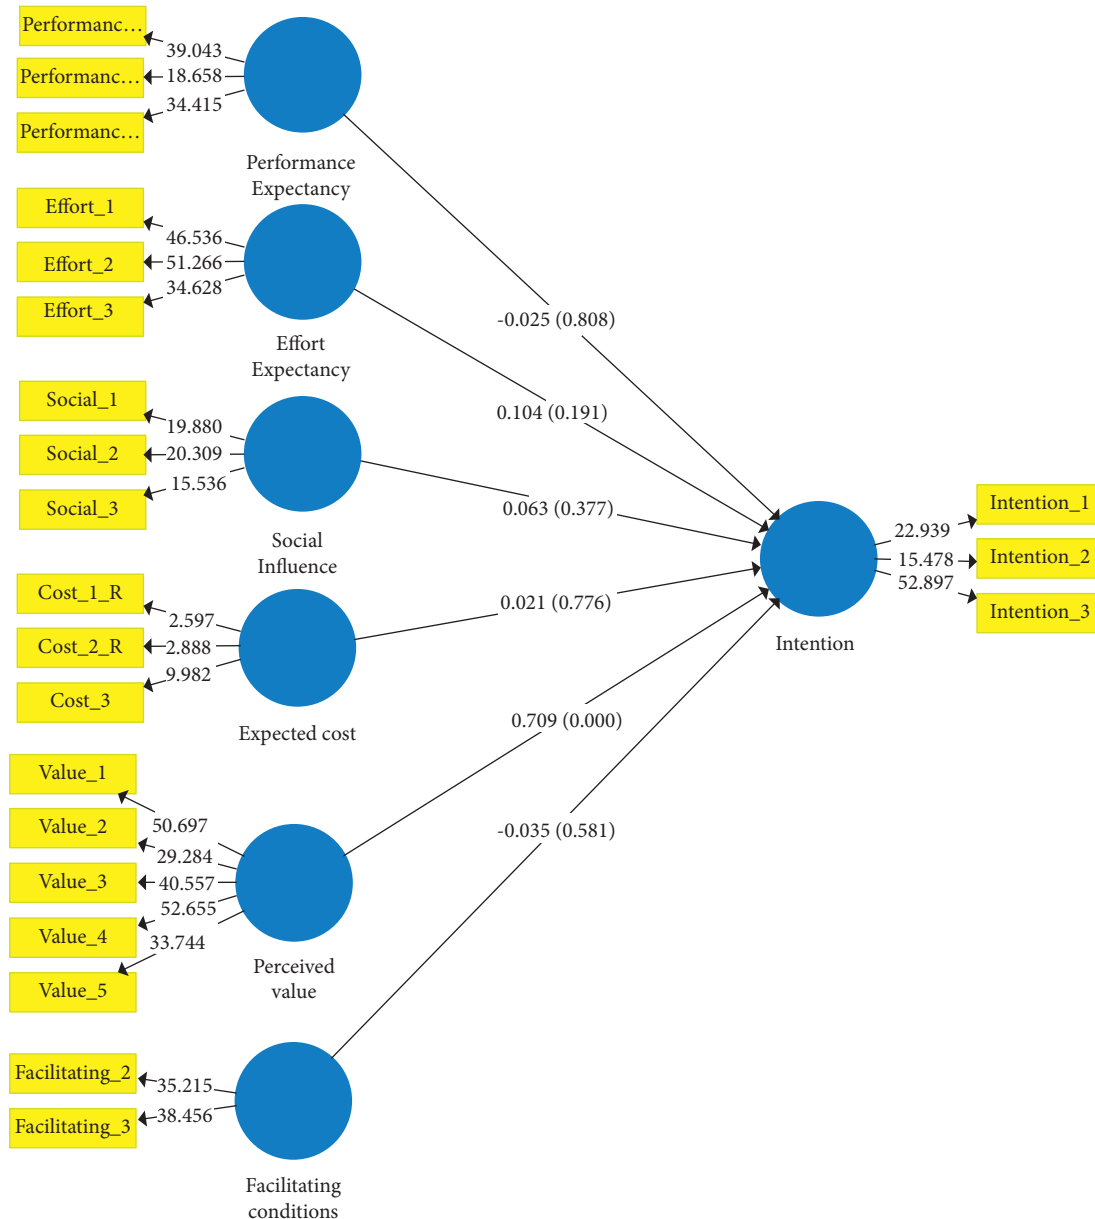 Performanc…
Performanc…
Performanc…
39.043
18.658
34.415
Performance
Expectancy
Effort_1
Effort_2
Effort_3
46.536
51.266
34.628
Effort
Expectancy
Social_1
Social_2
Social_3
19.880
20.309
15.536
Social
Influence
Cost_1_R
Cost_2_R
Cost_3
2.597
2.888
9.982
Expected cost
Value_1
Value_2
Value_3
Value_4
Value_5
50.697
29.284
40.557
52.655
33.744
Perceived
value
Facilitating_2
Facilitating_3
35.215
38.456
Facilitating
conditions
-0.025 (0.808)
0.104 (0.191)
0.063 (0.377)
0.021 (0.776)
0.709 (0.000)
-0.035 (0.581)
Intention
22.939
15.478
52.897
Intention_1
Intention_2
Intention_3